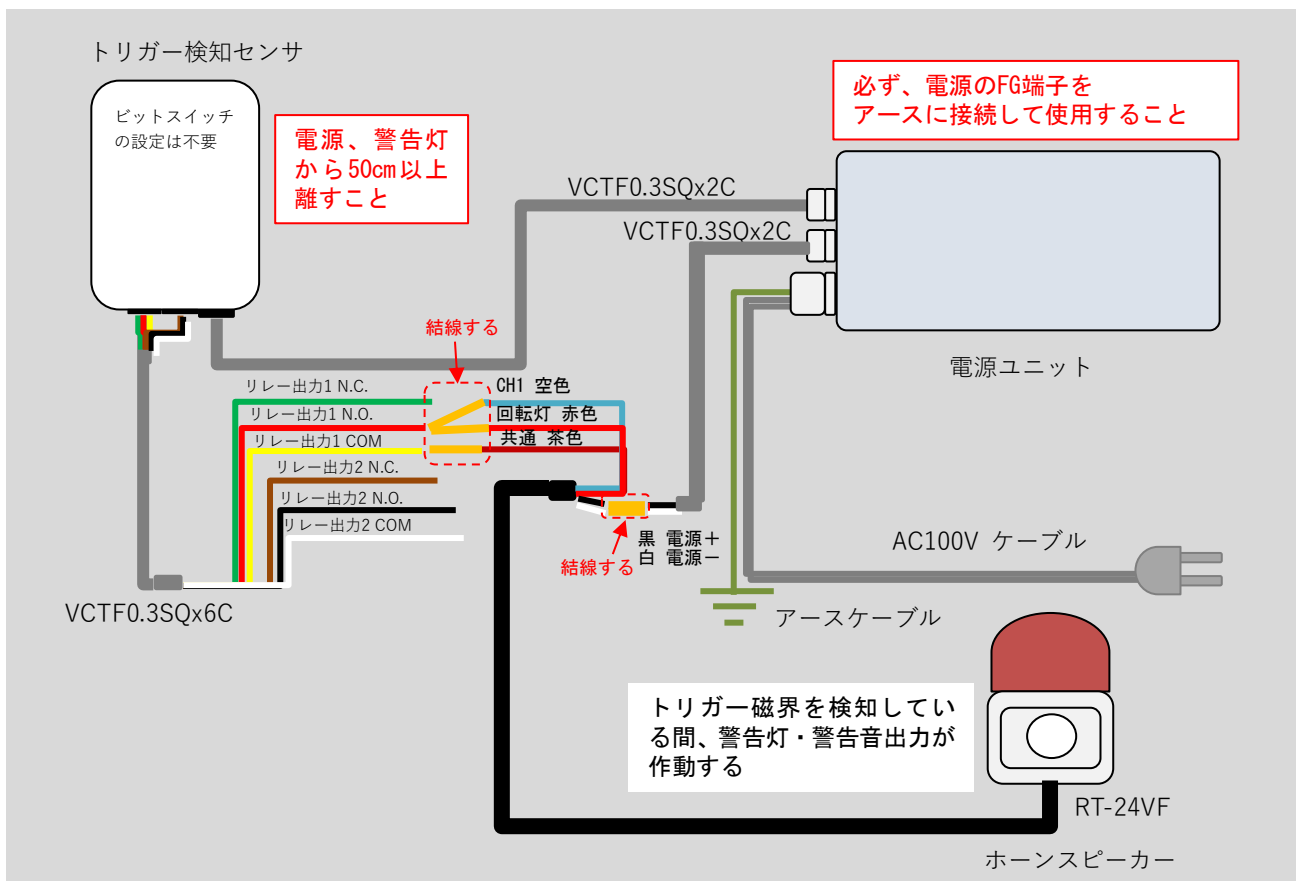 トリガー検知センサ
ビットスイッチ
の設定は不要
電源、警告灯
から50cm以上
離すこと
必ず、電源のFG端子を
アースに接続して使用すること
VCTF0.3SQx2C
VCTF0.3SQx2C
電源ユニット
結線する
リレー出力1 N.C.
CH1 空色
リレー出力1 N.O.
回転灯 赤色
リレー出力1 COM
共通 茶色
リレー出力2 N.C.
リレー出力2 N.O.
リレー出力2 COM
黒 電源＋
白 電源－
結線する
VCTF0.3SQx6C
AC100V ケーブル
アースケーブル
トリガー磁界を検知してい
る間、警告灯・警告音出力が
作動する
RT-24VF
ホーンスピーカー